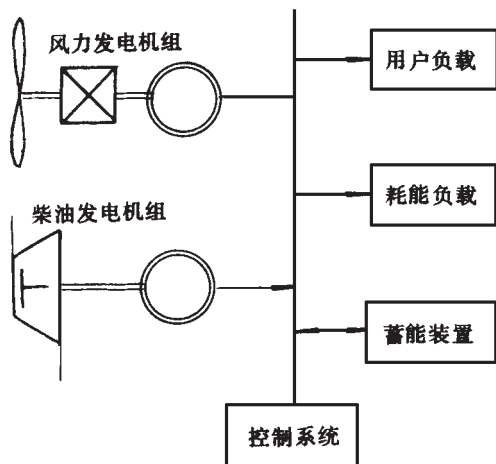 风力发电机组
用户负载
耗能负载
柴油发电机组
蓄能装置
控制系统